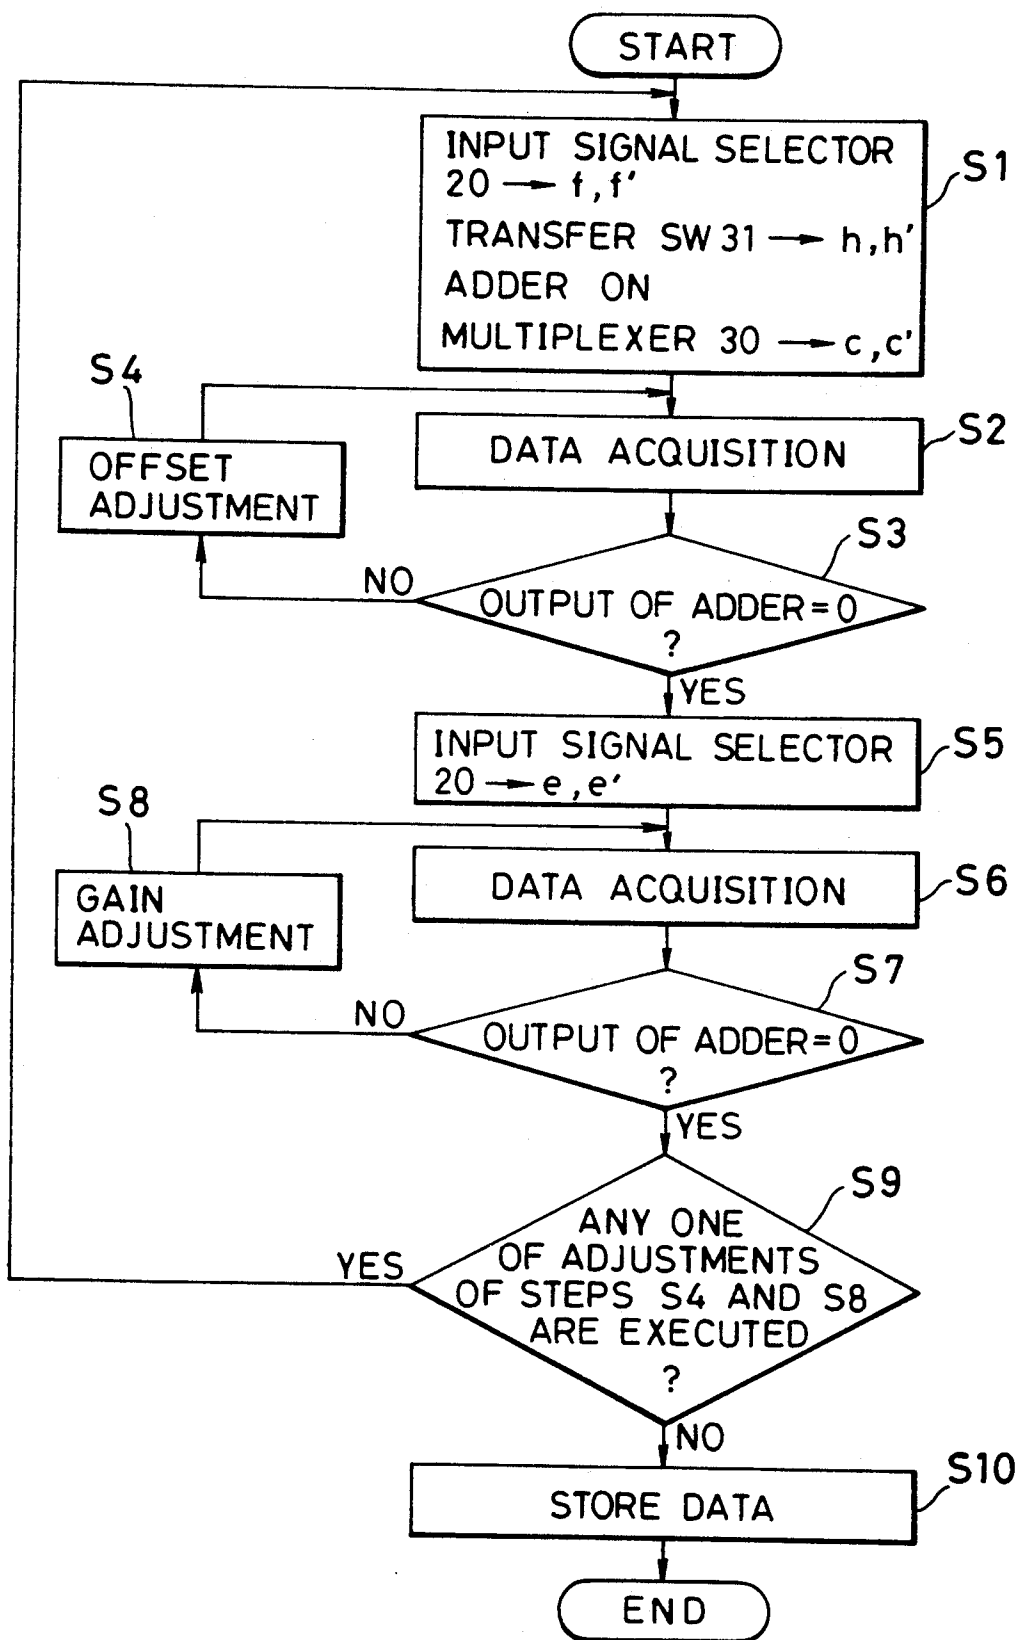 START
INPUT SIGNAL SELECTOR
20 → f, f'
TRANSFER SW 31 → h, h'
ADDER ON
MULTIPLEXER 30 → c, c'
S1
S4
OFFSET
ADJUSTMENT
DATA ACQUISITION
S2
S3
NO
OUTPUT OF ADDER = 0
?
YES
INPUT SIGNAL SELECTOR
20 → e, e'
S5
S8
GAIN
ADJUSTMENT
DATA ACQUISITION
S6
S7
NO
OUTPUT OF ADDER = 0
?
YES
S9
YES
ANY ONE
OF ADJUSTMENTS
OF STEPS S4 AND S8
ARE EXECUTED
?
NO
STORE DATA
S10
END